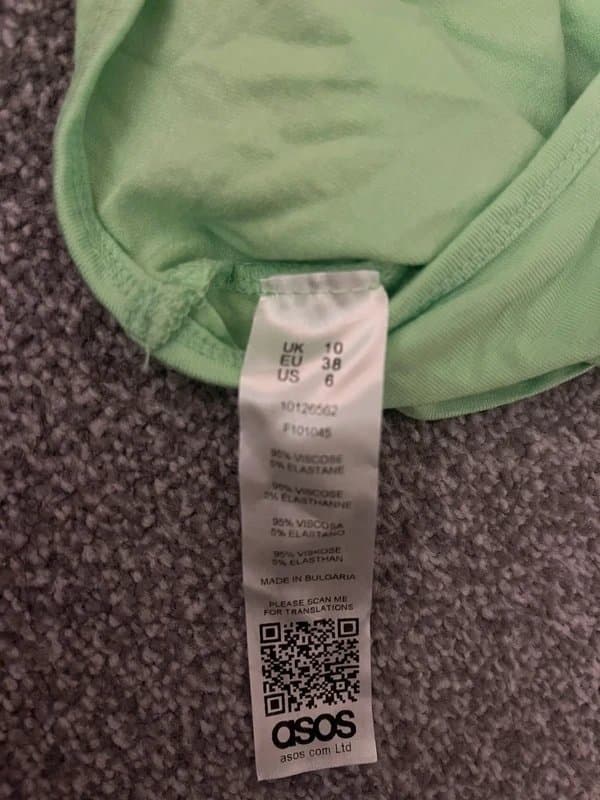 UK 10
EU 38
US 6
10126562
F101045
95% VISCOSE
5% ELASTANE
95% VISCOSE
5% ELASTHANNE
95% VISCOSA
5% ELASTANO
95% VISKOSE
5% ELASTHAN
MADE IN BULGARIA
PLEASE SCAN ME
FOR TRANSLATIONS
asos
asos com Ltd